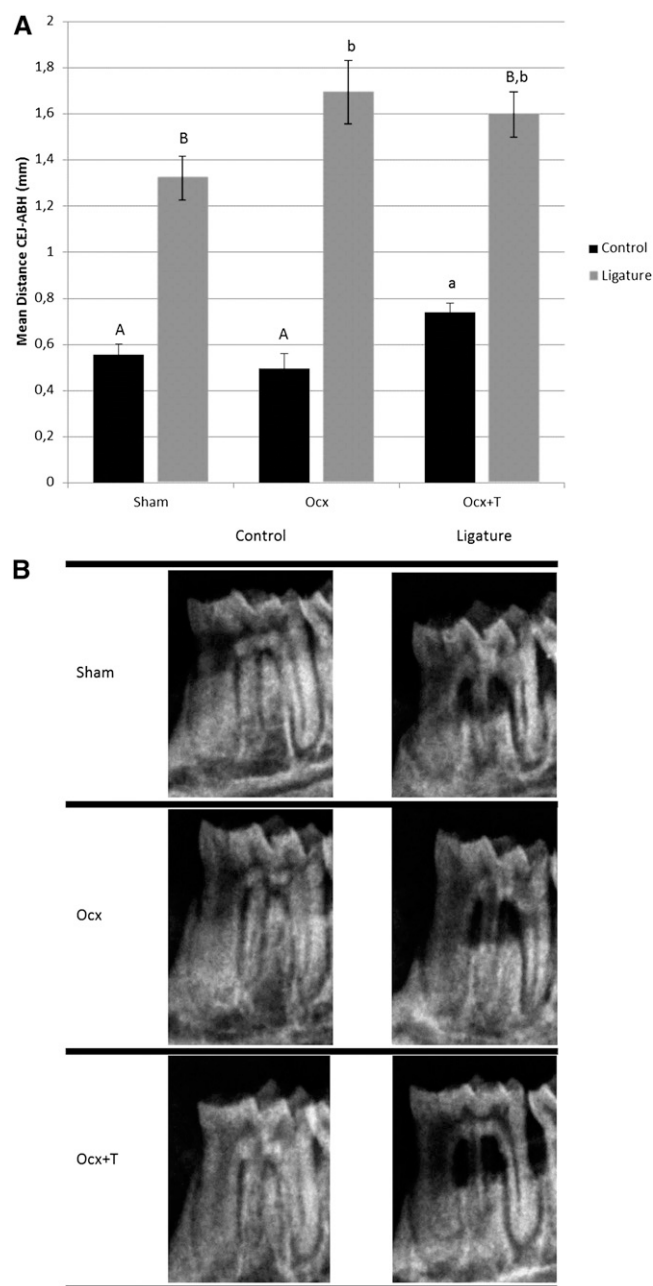 A
Mean Distance CEJ-ABH (mm)
2
1,8
1,6
1,4
1,2
1
0,8
0,6
0,4
0,2
0
A
B
A
b
a
B,b
Control
Ligature
Sham
Ocx
Ocx+T
Control
Ligature
B
Sham
Ocx
Ocx+T